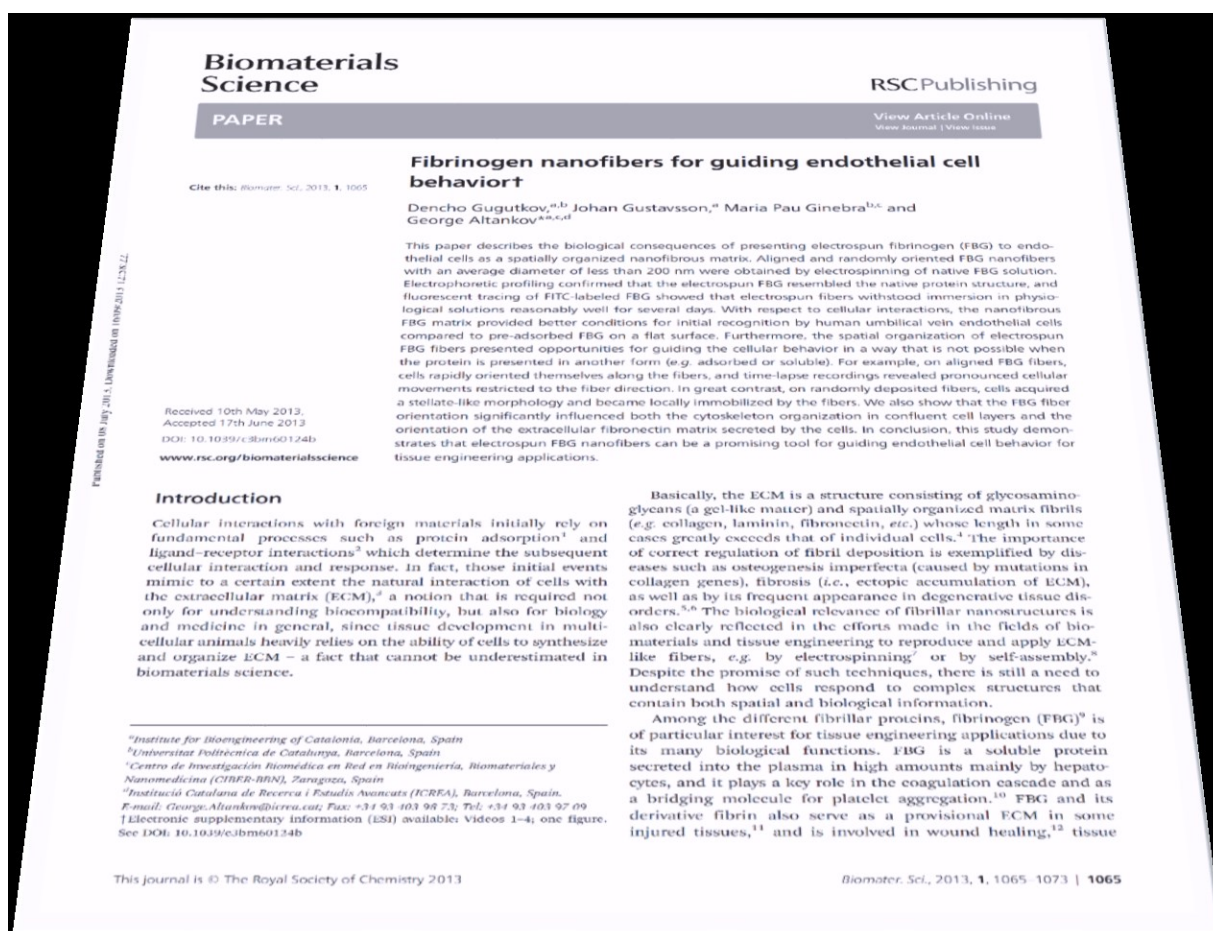 Biomaterials
Science
RSCPublishing
PAPER
View Article Online
View Journal | View Issue
Fibrinogen nanofibers for guiding endothelial cell
behavior†
Cite this: Biomater. Sci., 2013, 1, 1065
Dencho Gugutkov,a,b Johan Gustavsson,a Maria Pau Ginebrab,c and
George Altankov*a,c,d
This paper describes the biological consequences of presenting electrospun fibrinogen (FBG) to endo-
thelial cells as a spatially organized nanofibrous matrix. Aligned and randomly oriented FBG nanofibers
with an average diameter of less than 200 nm were obtained by electrospinning of native FBG solution.
Electrophoretic profiling confirmed that the electrospun FBG resembled the native protein structure, and
fluorescent tracing of FITC-labeled FBG showed that electrospun fibers withstood immersion in physio-
logical solutions reasonably well for several days. With respect to cellular interactions, the nanofibrous
FBG matrix provided better conditions for initial recognition by human umbilical vein endothelial cells
compared to pre-adsorbed FBG on a flat surface. Furthermore, the spatial organization of electrospun
FBG fibers presented opportunities for guiding the cellular behavior in a way that is not possible when
the protein is presented in another form (e.g. adsorbed or soluble). For example, on aligned FBG fibers,
cells rapidly oriented themselves along the fibers, and time-lapse recordings revealed pronounced cellular
movements restricted to the fiber direction. In great contrast, on randomly deposited fibers, cells acquired
a stellate-like morphology and became locally immobilized by the fibers. We also show that the FBG fiber
orientation significantly influenced both the cytoskeleton organization in confluent cell layers and the
orientation of the extracellular fibronectin matrix secreted by the cells. In conclusion, this study demon-
strates that electrospun FBG nanofibers can be a promising tool for guiding endothelial cell behavior for
tissue engineering applications.
Received 10th May 2013,
Accepted 17th June 2013
DOI: 10.1039/c3bm60124b
www.rsc.org/biomaterialsscience
Published on 08 July 2013. Downloaded on 16/09/2013
Introduction
Cellular interactions with foreign materials initially rely on
fundamental processes such as protein adsorption1 and
ligand–receptor interactions2 which determine the subsequent
cellular interaction and response. In fact, those initial events
mimic to a certain extent the natural interaction of cells with
the extracellular matrix (ECM),3 a notion that is required not
only for understanding biocompatibility, but also for biology
and medicine in general, since tissue development in multi-
cellular animals heavily relies on the ability of cells to synthesize
and organize ECM – a fact that cannot be underestimated in
biomaterials science.
aInstitute for Bioengineering of Catalonia, Barcelona, Spain
bUniversitat Politècnica de Catalunya, Barcelona, Spain
cCentro de Investigación Biomédica en Red en Bioingeniería, Biomateriales y
Nanomedicina (CIBER-BBN), Zaragoza, Spain
dInstitució Catalana de Recerca i Estudis Avancats (ICREA), Barcelona, Spain.
E-mail: George.Altankov@icrea.cat; Fax: +34 93 403 98 73; Tel: +34 93 403 97 09
†Electronic supplementary information (ESI) available: Videos 1–4; one figure.
See DOI: 10.1039/c3bm60124b
Basically, the ECM is a structure consisting of glycosamino-
glycans (a gel-like matter) and spatially organized matrix fibrils
(e.g. collagen, laminin, fibronectin, etc.) whose length in some
cases greatly exceeds that of individual cells.4 The importance
of correct regulation of fibril deposition is exemplified by dis-
eases such as osteogenesis imperfecta (caused by mutations in
collagen genes), fibrosis (i.e., ectopic accumulation of ECM),
as well as by its frequent appearance in degenerative tissue dis-
orders.5,6 The biological relevance of fibrillar nanostructures is
also clearly reflected in the efforts made in the fields of bio-
materials and tissue engineering to reproduce and apply ECM-
like fibers, e.g. by electrospinning7 or by self-assembly.8
Despite the promise of such techniques, there is still a need to
understand how cells respond to complex structures that
contain both spatial and biological information.
Among the different fibrillar proteins, fibrinogen (FBG)9 is
of particular interest for tissue engineering applications due to
its many biological functions. FBG is a soluble protein
secreted into the plasma in high amounts mainly by hepato-
cytes, and it plays a key role in the coagulation cascade and as
a bridging molecule for platelet aggregation.10 FBG and its
derivative fibrin also serve as a provisional ECM in some
injured tissues,11 and is involved in wound healing,12 tissue
This journal is © The Royal Society of Chemistry 2013
Biomater. Sci., 2013, 1, 1065–1073 | 1065